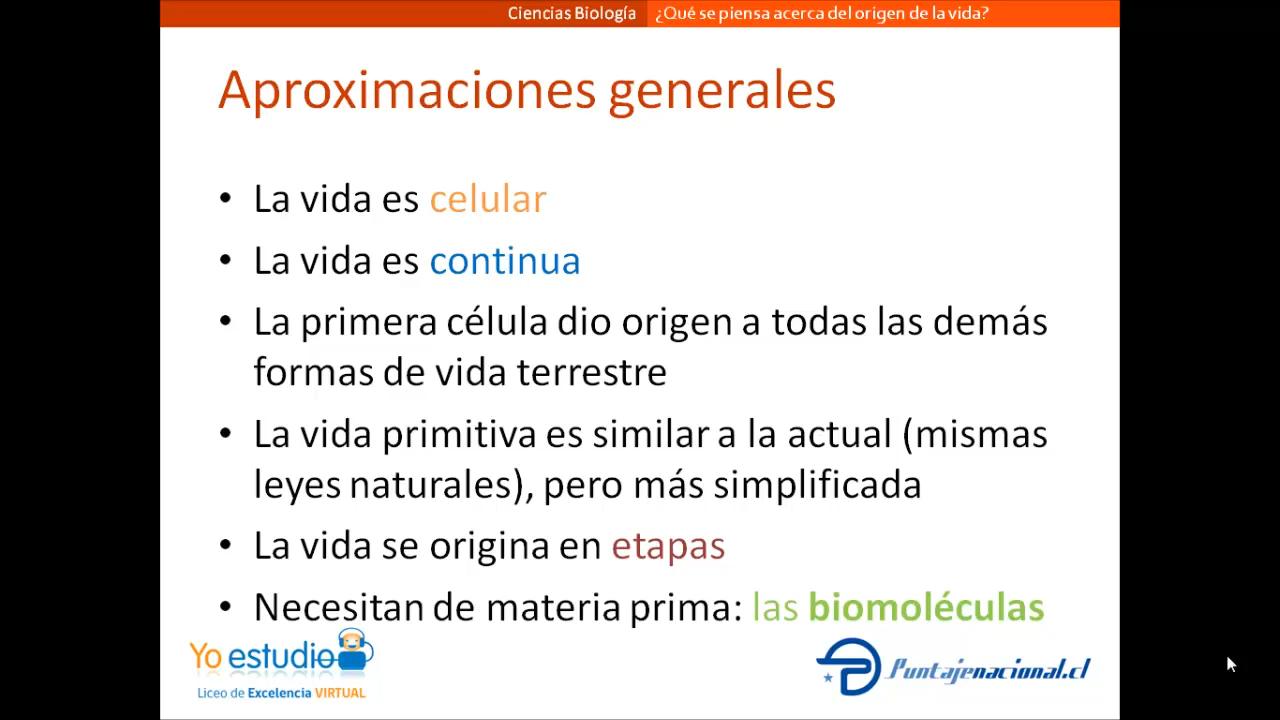 Ciencias Biología ¿Qué se piensa acerca del origen de la vida?
Aproximaciones generales
• La vida es celular
• La vida es continua
• La primera célula dio origen a todas las demás
formas de vida terrestre
• La vida primitiva es similar a la actual (mismas
leyes naturales), pero más simplificada
• La vida se origina en etapas
• Necesitan de materia prima: las biomoléculas
Yo estudio
Liceo de Excelencia VIRTUAL
Puntajenacional.cl